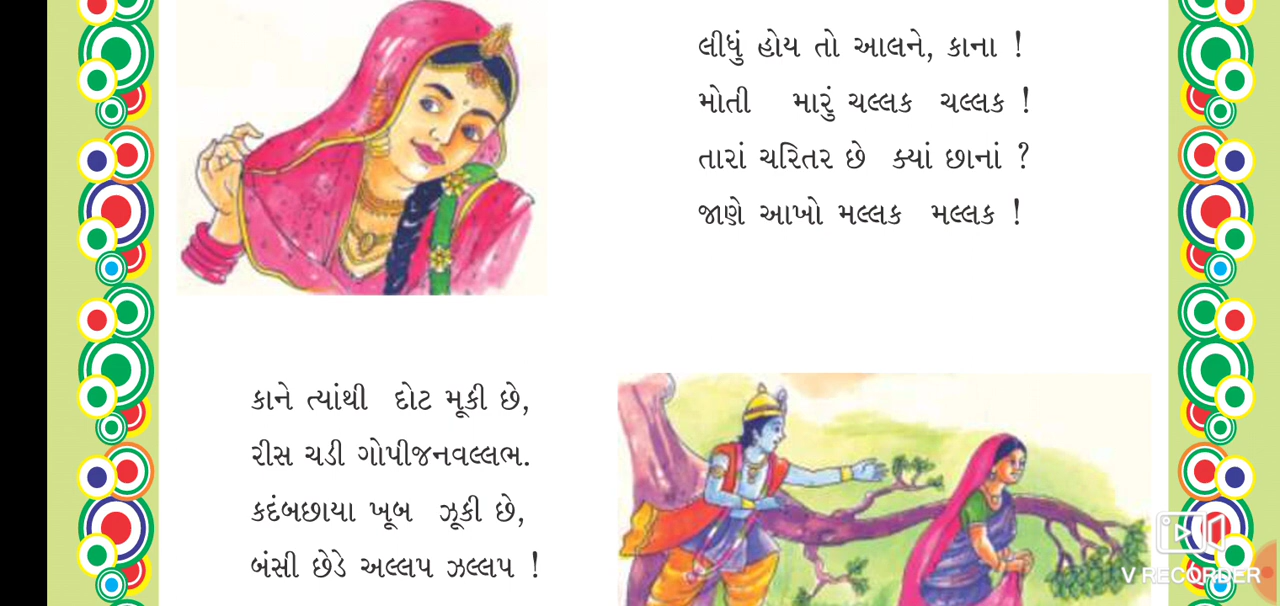 લીધું હોય તો આલને, કાના !
મોતી મારું ચલ્લક ચલ્લક !
તારાં ચરિતર છે ક્યાં છાનાં ?
જાણે આખો મલ્લક મલ્લક !
કાને ત્યાંથી દોટ મૂકી છે,
રીસ ચડી ગોપીજનવલ્લભ.
કદંબછાયા ખૂબ ઝૂકી છે,
બંસી છેડે અલ્લપ ઝલ્લપ !
V RECORDER